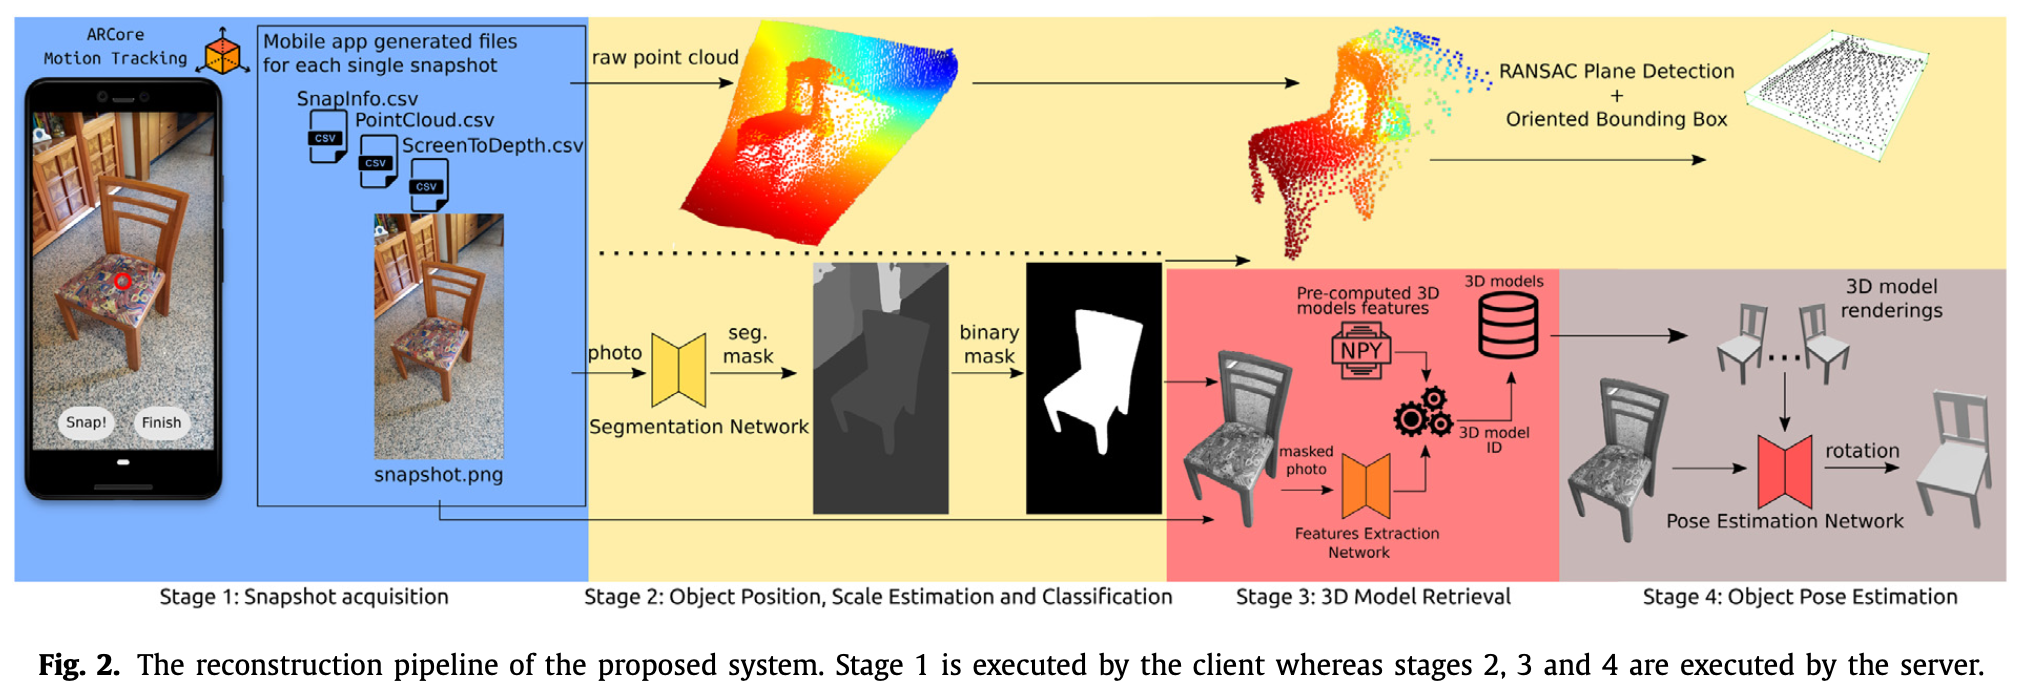 ARCore
Motion Tracking
Snap!
Finish
Mobile app generated files
for each single snapshot
SnapInfo.csv
CSV
PointCloud.csv
CSV
ScreenToDepth.csv
CSV
snapshot.png
Stage 1: Snapshot acquisition
raw point cloud
RANSAC Plane Detection
+
Oriented Bounding Box
photo
Segmentation Network
seg.
mask
binary
mask
Stage 2: Object Position, Scale Estimation and Classification
Pre-computed 3D
models features
NPY
3D models
3D model
ID
masked
photo
Features Extraction
Network
Stage 3: 3D Model Retrieval
3D model
renderings
rotation
Pose Estimation Network
Stage 4: Object Pose Estimation
Fig. 2. The reconstruction pipeline of the proposed system. Stage 1 is executed by the client whereas stages 2, 3 and 4 are executed by the server.